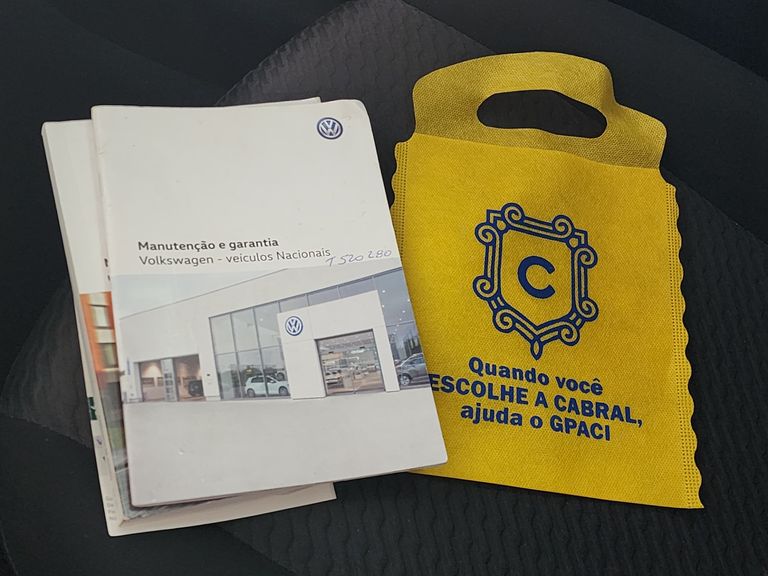 Manutenção e garantia
Volkswagen - veículos Nacionais
T520280
C
Quando você
ESCOLHE A CABRAL,
ajuda o GPACI